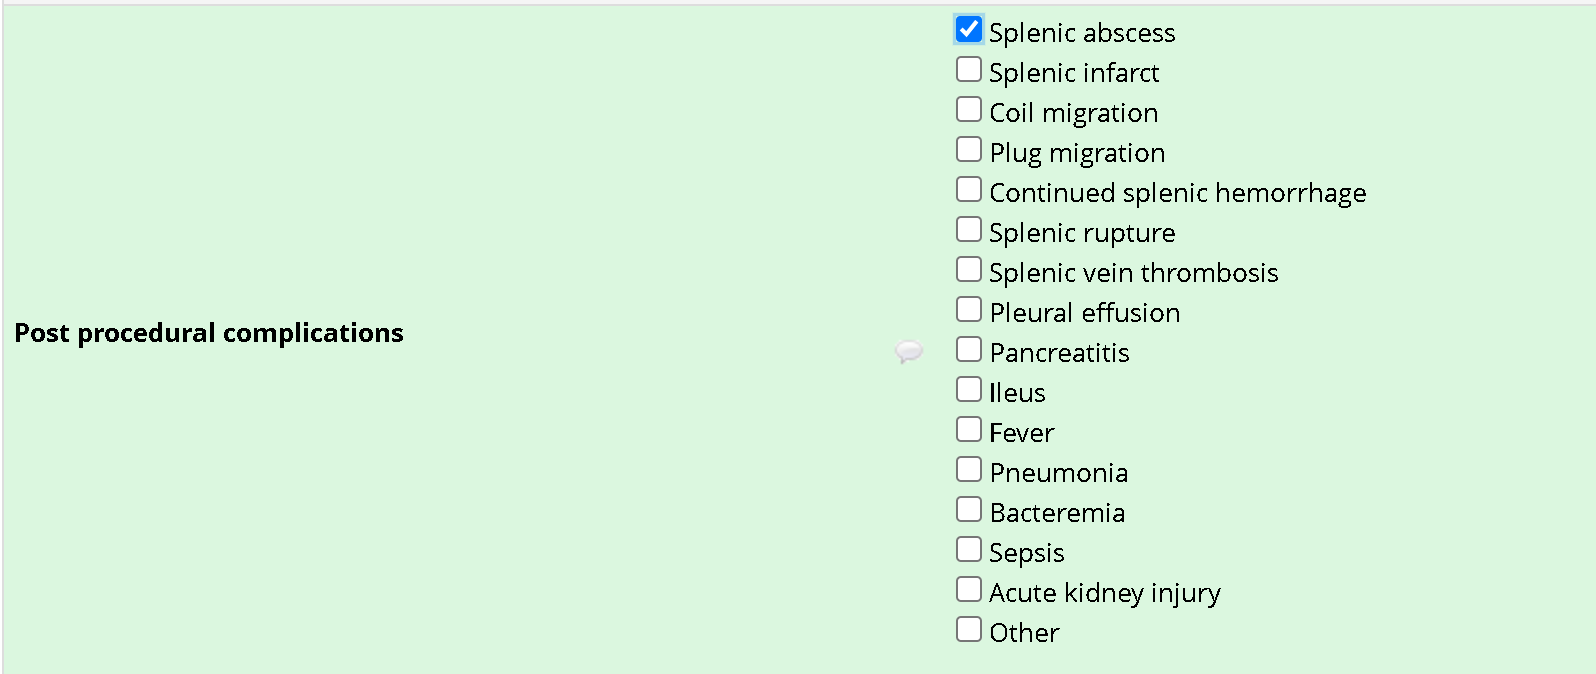 Post procedural complications
Splenic abscess
Splenic infarct
Coil migration
Plug migration
Continued splenic hemorrhage
Splenic rupture
Splenic vein thrombosis
Pleural effusion
Pancreatitis
Ileus
Fever
Pneumonia
Bacteremia
Sepsis
Acute kidney injury
Other